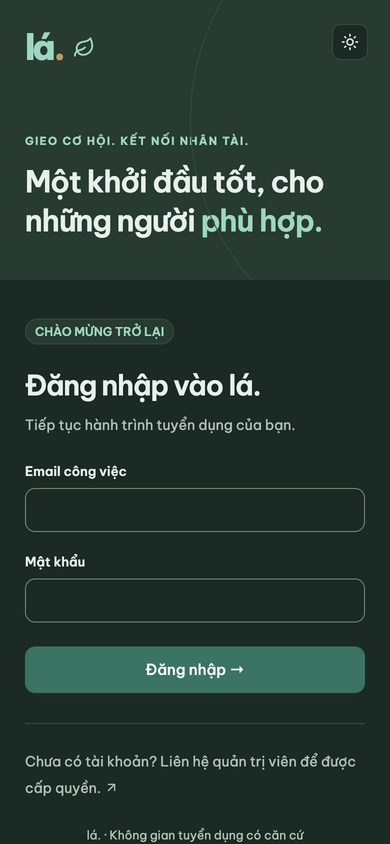 lá.
GIEO CƠ HỘI. KẾT NỐI NHÂN TÀI.
Một khởi đầu tốt, cho
những người phù hợp.
CHÀO MỪNG TRỞ LẠI
Đăng nhập vào lá.
Tiếp tục hành trình tuyển dụng của bạn.
Email công việc
Mật khẩu
Đăng nhập →
Chưa có tài khoản? Liên hệ quản trị viên để được
cấp quyền. ↗
lá. · Không gian tuyển dụng có căn cứ